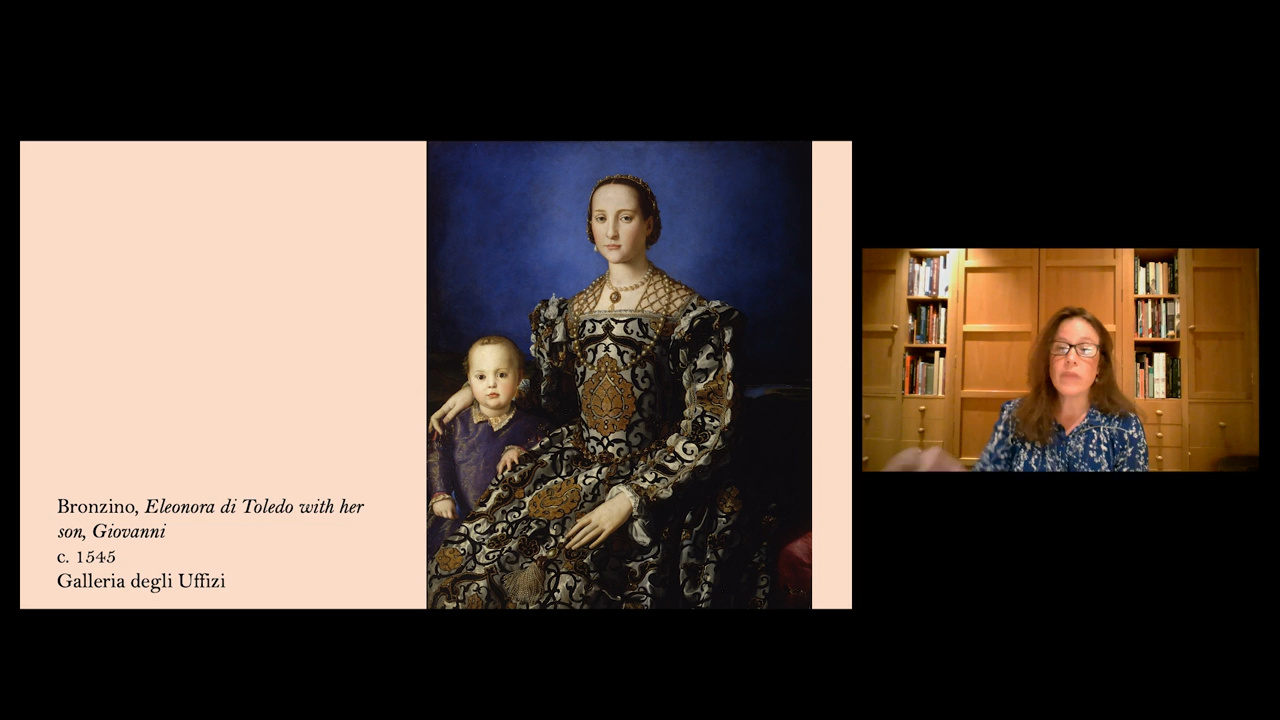 Bronzino, Eleonora di Toledo with her
son, Giovanni
c. 1545
Galleria degli Uffizi